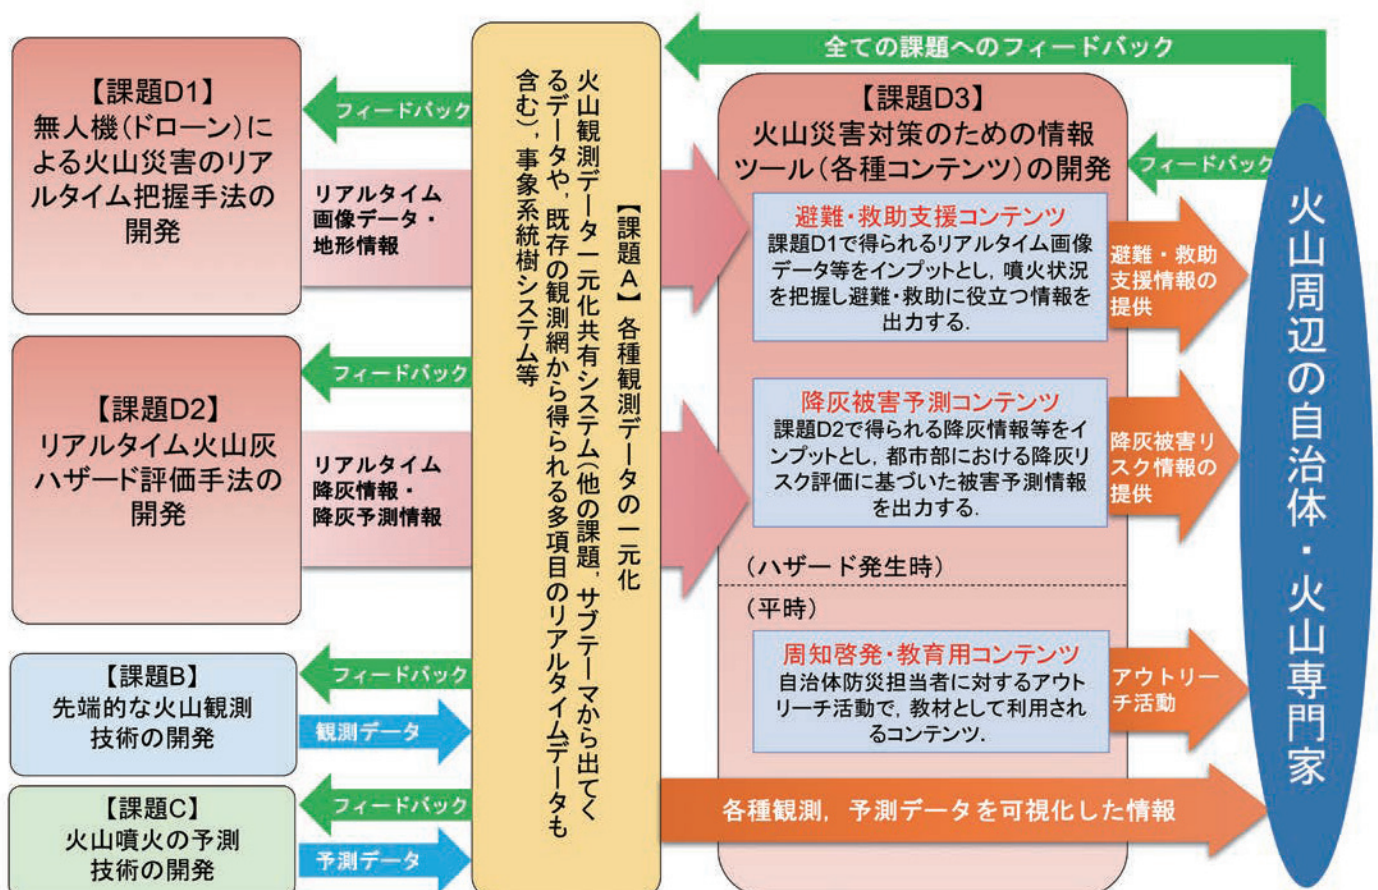 【課題D1】
無人機(ドローン)に
よる火山災害のリア
ルタイム把握手法の
開発
フィードバック
リアルタイム
画像データ・
地形情報
【課題D2】
リアルタイム火山灰
ハザード評価手法の
開発
フィードバック
リアルタイム
降灰情報・
降灰予測情報
【課題B】
先端的な火山観測
技術の開発
フィードバック
観測データ
【課題C】
火山噴火の予測
技術の開発
フィードバック
予測データ
【課題A】各種観測データの一元化
火山観測データ一元化共有システム(他の課題,サブテーマから出てく
るデータや,既存の観測網から得られる多項目のリアルタイムデータも
含む),事象系統樹システム等
全ての課題へのフィードバック
【課題D3】
火山災害対策のための情報
ツール(各種コンテンツ)の開発
フィードバック
避難・救助支援コンテンツ
課題D1で得られるリアルタイム画像
データ等をインプットとし,噴火状況
を把握し避難・救助に役立つ情報を
出力する.
避難・救助
支援情報の
提供
降灰被害予測コンテンツ
課題D2で得られる降灰情報等をイ
ンプットとし,都市部における降灰リ
スク評価に基づいた被害予測情報
を出力する.
降灰被害リ
スク情報の
提供
(ハザード発生時)
(平時)
周知啓発・教育用コンテンツ
自治体防災担当者に対するアウト
リーチ活動で,教材として利用され
るコンテンツ.
アウトリー
チ活動
各種観測,予測データを可視化した情報
火山周辺の自治体・火山専門家